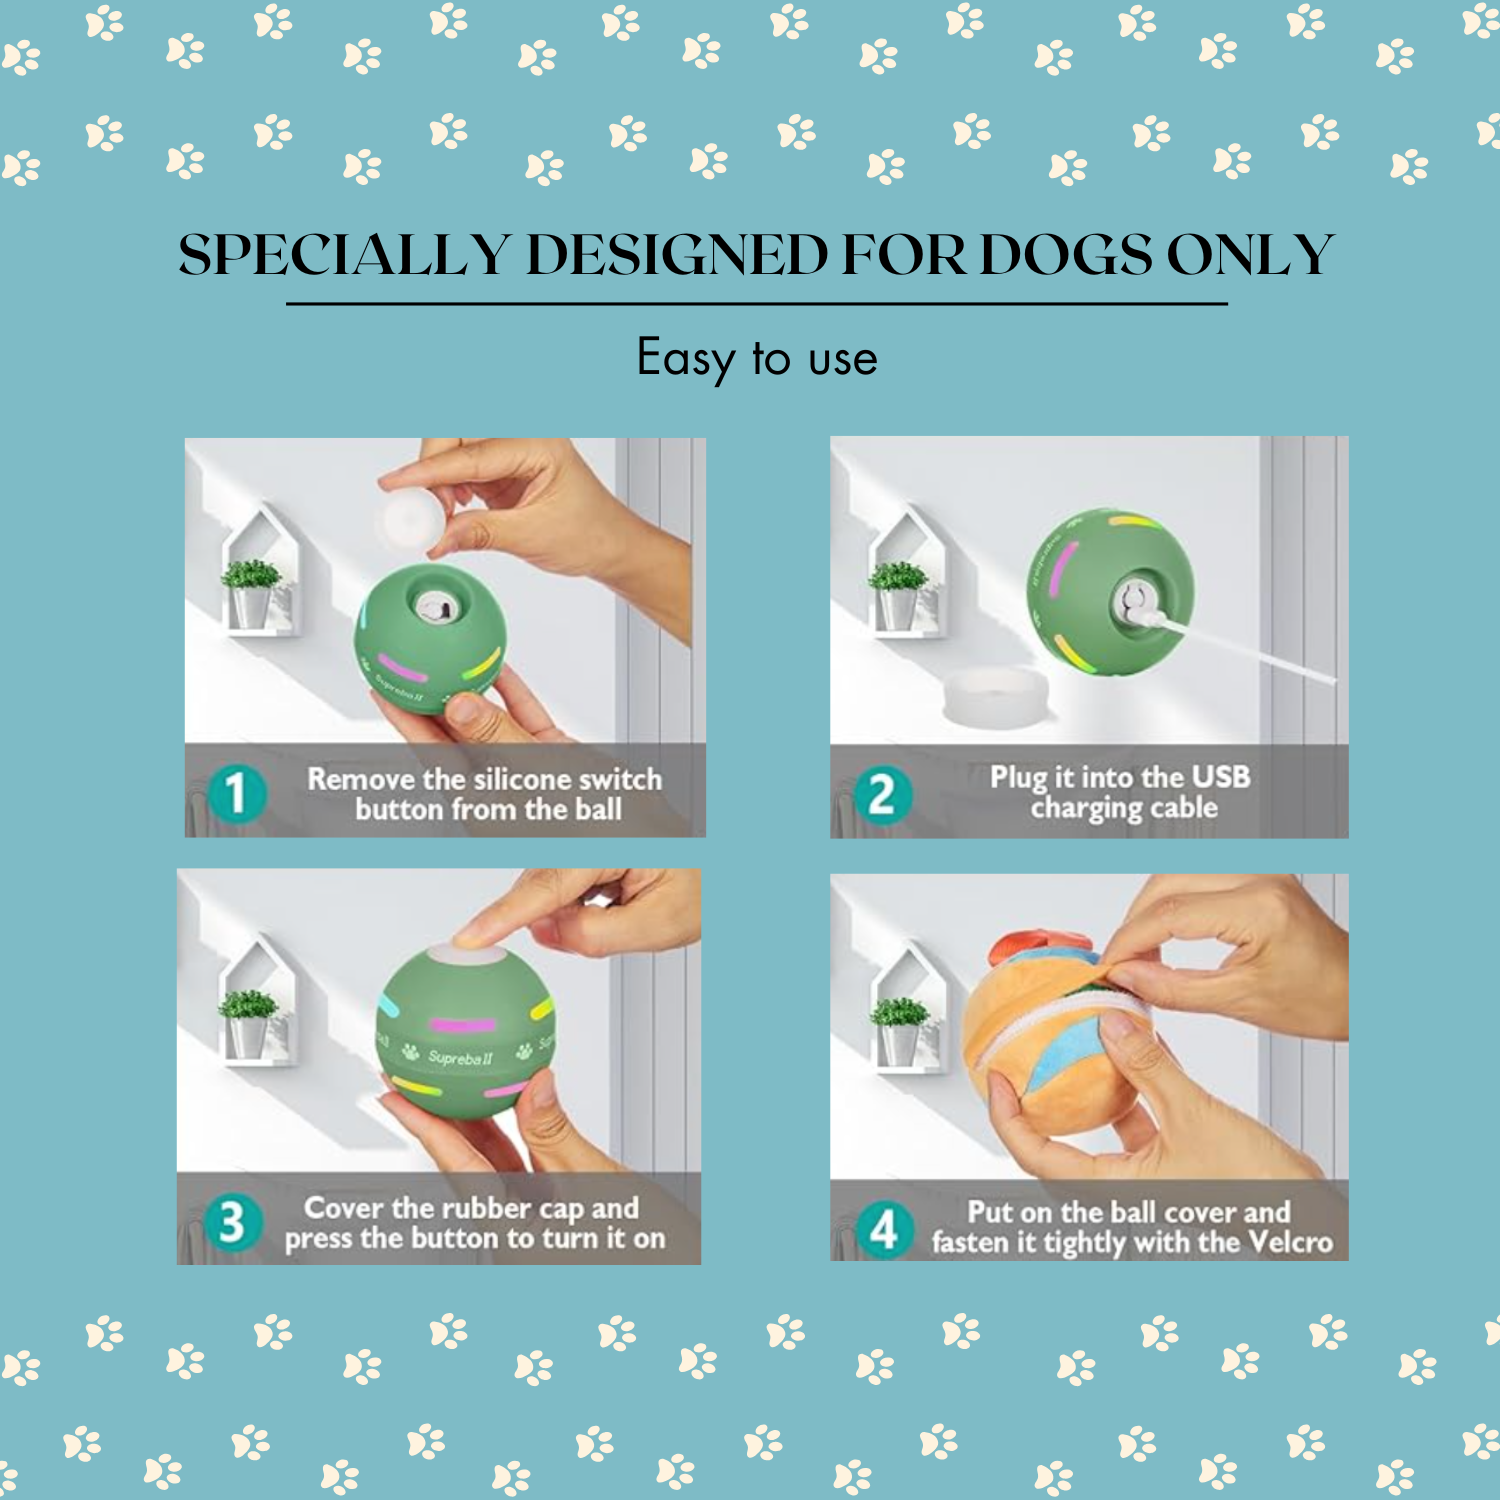 SPECIALLY DESIGNED FOR DOGS ONLY
Easy to use
1
Remove the silicone switch
button from the ball
Supreball
2
Plug it into the USB
charging cable
3
Cover the rubber cap and
press the button to turn it on
Supreball
4
Put on the ball cover and
fasten it tightly with the Velcro